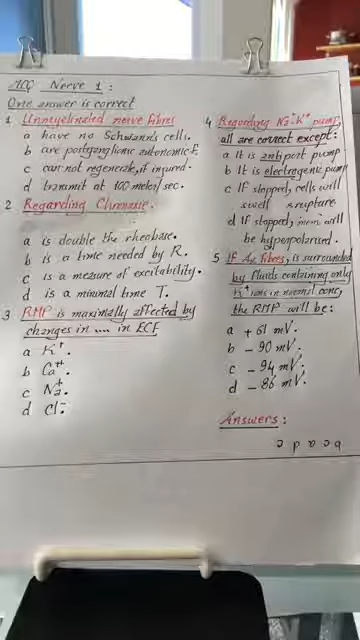 MCQ Nerve 1:
One answer is correct
1 Unmyelinated nerve fibres
a have no Schwann's cells.
b are postganglionic autonomic f.
c can not regenerate, if injured.
d transmit at 100 meter/sec.
2 Regarding Chronaxie.
a is double the rheobase.
b is a time needed by R.
c is a measure of excitability.
d is a minimal time T.
3 RMP is maximally affected by
changes in .... in ECF
a K+.
b Ca++.
c Na+.
d Cl-.
4 Regarding Na+-K+ pump,
all are correct except:
a It is antiport pump
b It is electrogenic pump
c If stopped, cells will
swell & rupture.
d If stopped, mem will
be hyperpolarised.
5 If Ax fibres, is surrounded
by fluids containing only
K+ ions in normal conc,
the RMP will be:
a + 61 mV.
b - 90 mV.
c - 94 mV.
d - 86 mV.
Answers:
b c a d c